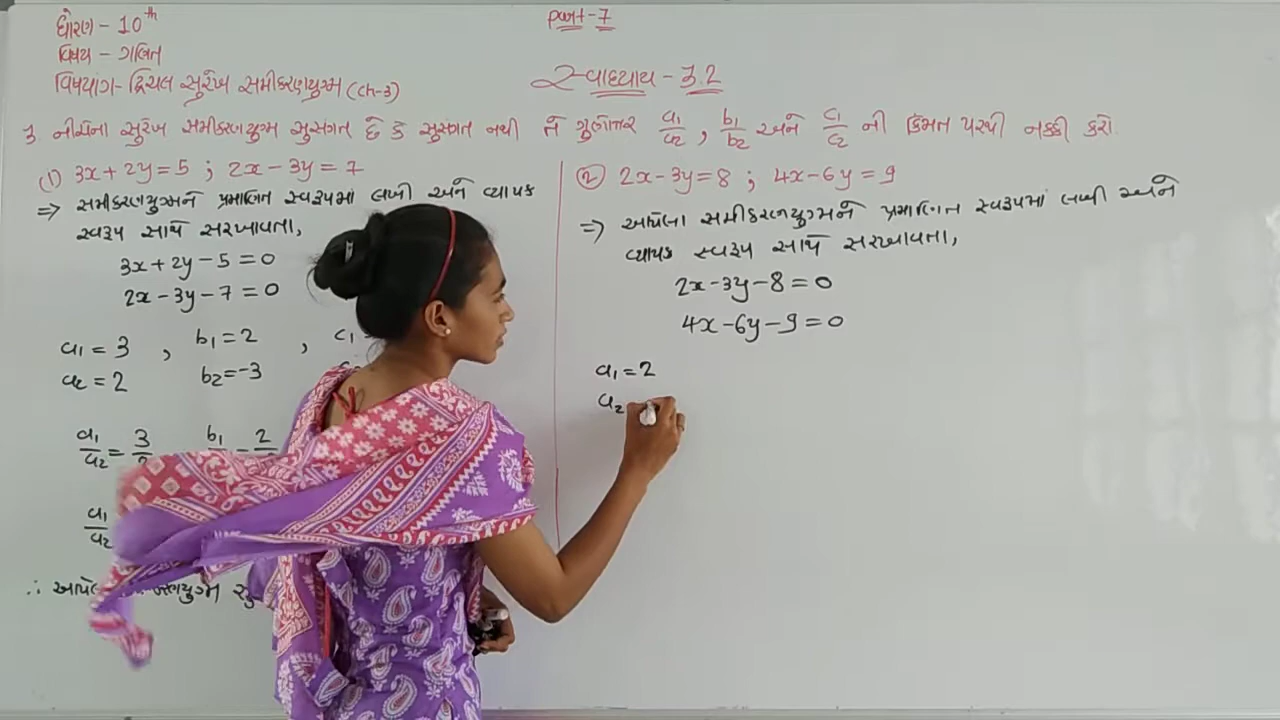 ધોરણ - 10th
વિષય - ગણિત
વિષયાંગ - દ્વિચલ સુરેખ સમીકરણયુગ્મ (ch-3)
part-7
સ્વાધ્યાય - 3.2
3 નીચેના સુરેખ સમીકરણયુગ્મ સુસંગત છે કે સુસંગત નથી તે ગુણોત્તર a1/a2, b1/b2 અને c1/c2 ની કિંમત પરથી નક્કી કરો.
(1) 3x + 2y = 5 ; 2x - 3y = 7
⇒ સમીકરણયુગ્મને પ્રમાણિત સ્વરૂપમાં લખી અને વ્યાપક
સ્વરૂપ સાથે સરખાવતા,
3x + 2y - 5 = 0
2x - 3y - 7 = 0
a1 = 3 , b1 = 2 , c1
a2 = 2 b2 = -3
a1/a2 = 3 b1 = 2
a1/a2
∴
(2) 2x - 3y = 8 ; 4x - 6y = 9
⇒ આપેલા સમીકરણયુગ્મને પ્રમાણિત સ્વરૂપમાં લખી અને
વ્યાપક સ્વરૂપ સાથે સરખાવતા,
2x - 3y - 8 = 0
4x - 6y - 9 = 0
a1 = 2
a2